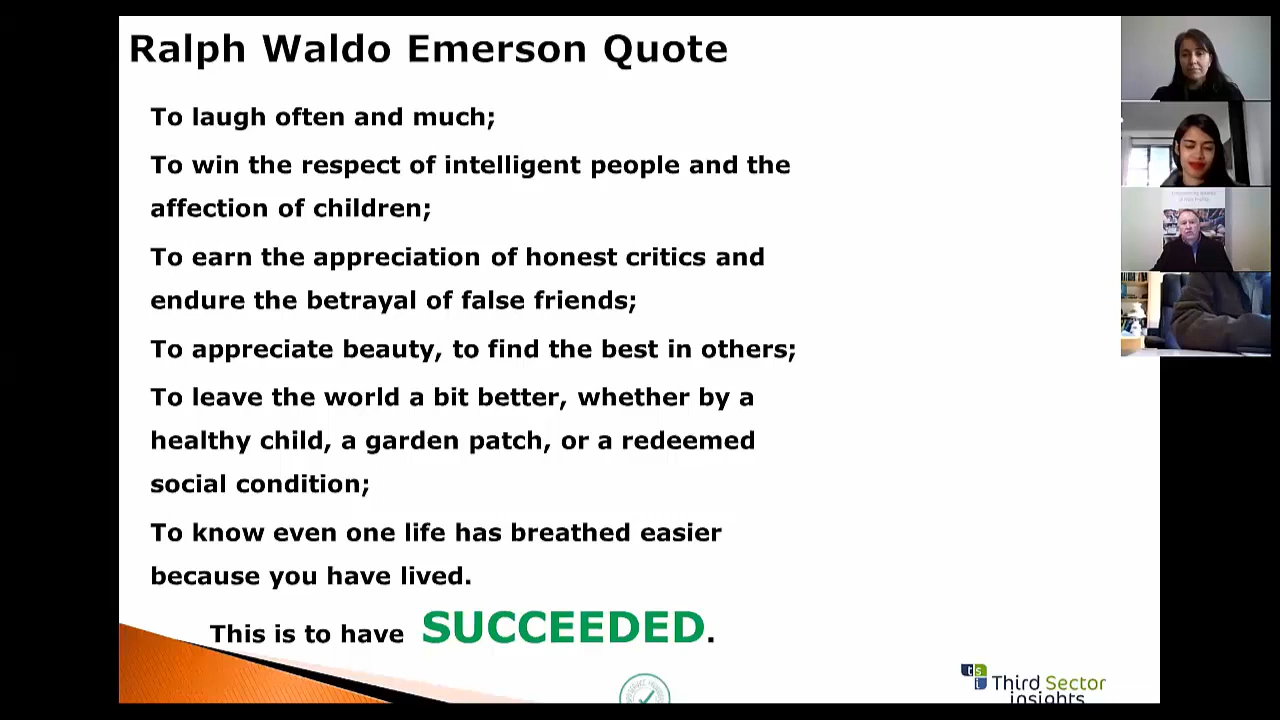 Ralph Waldo Emerson Quote
To laugh often and much;
To win the respect of intelligent people and the
affection of children;
To earn the appreciation of honest critics and
endure the betrayal of false friends;
To appreciate beauty, to find the best in others;
To leave the world a bit better, whether by a
healthy child, a garden patch, or a redeemed
social condition;
To know even one life has breathed easier
because you have lived.
This is to have SUCCEEDED.
tsi Third Sector
insights